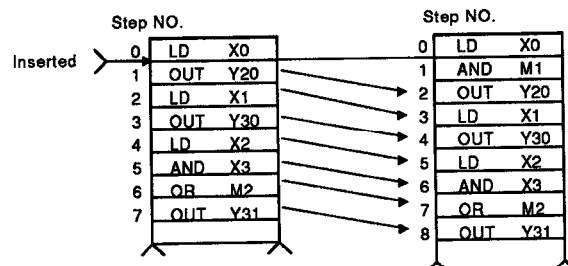 Step NO.
Inserted
0 LD X0
1 OUT Y20
2 LD X1
3 OUT Y30
4 LD X2
5 AND X3
6 OR M2
7 OUT Y31
Step NO.
0 LD X0
1 AND M1
2 OUT Y20
3 LD X1
4 OUT Y30
5 LD X2
6 AND X3
7 OR M2
8 OUT Y31